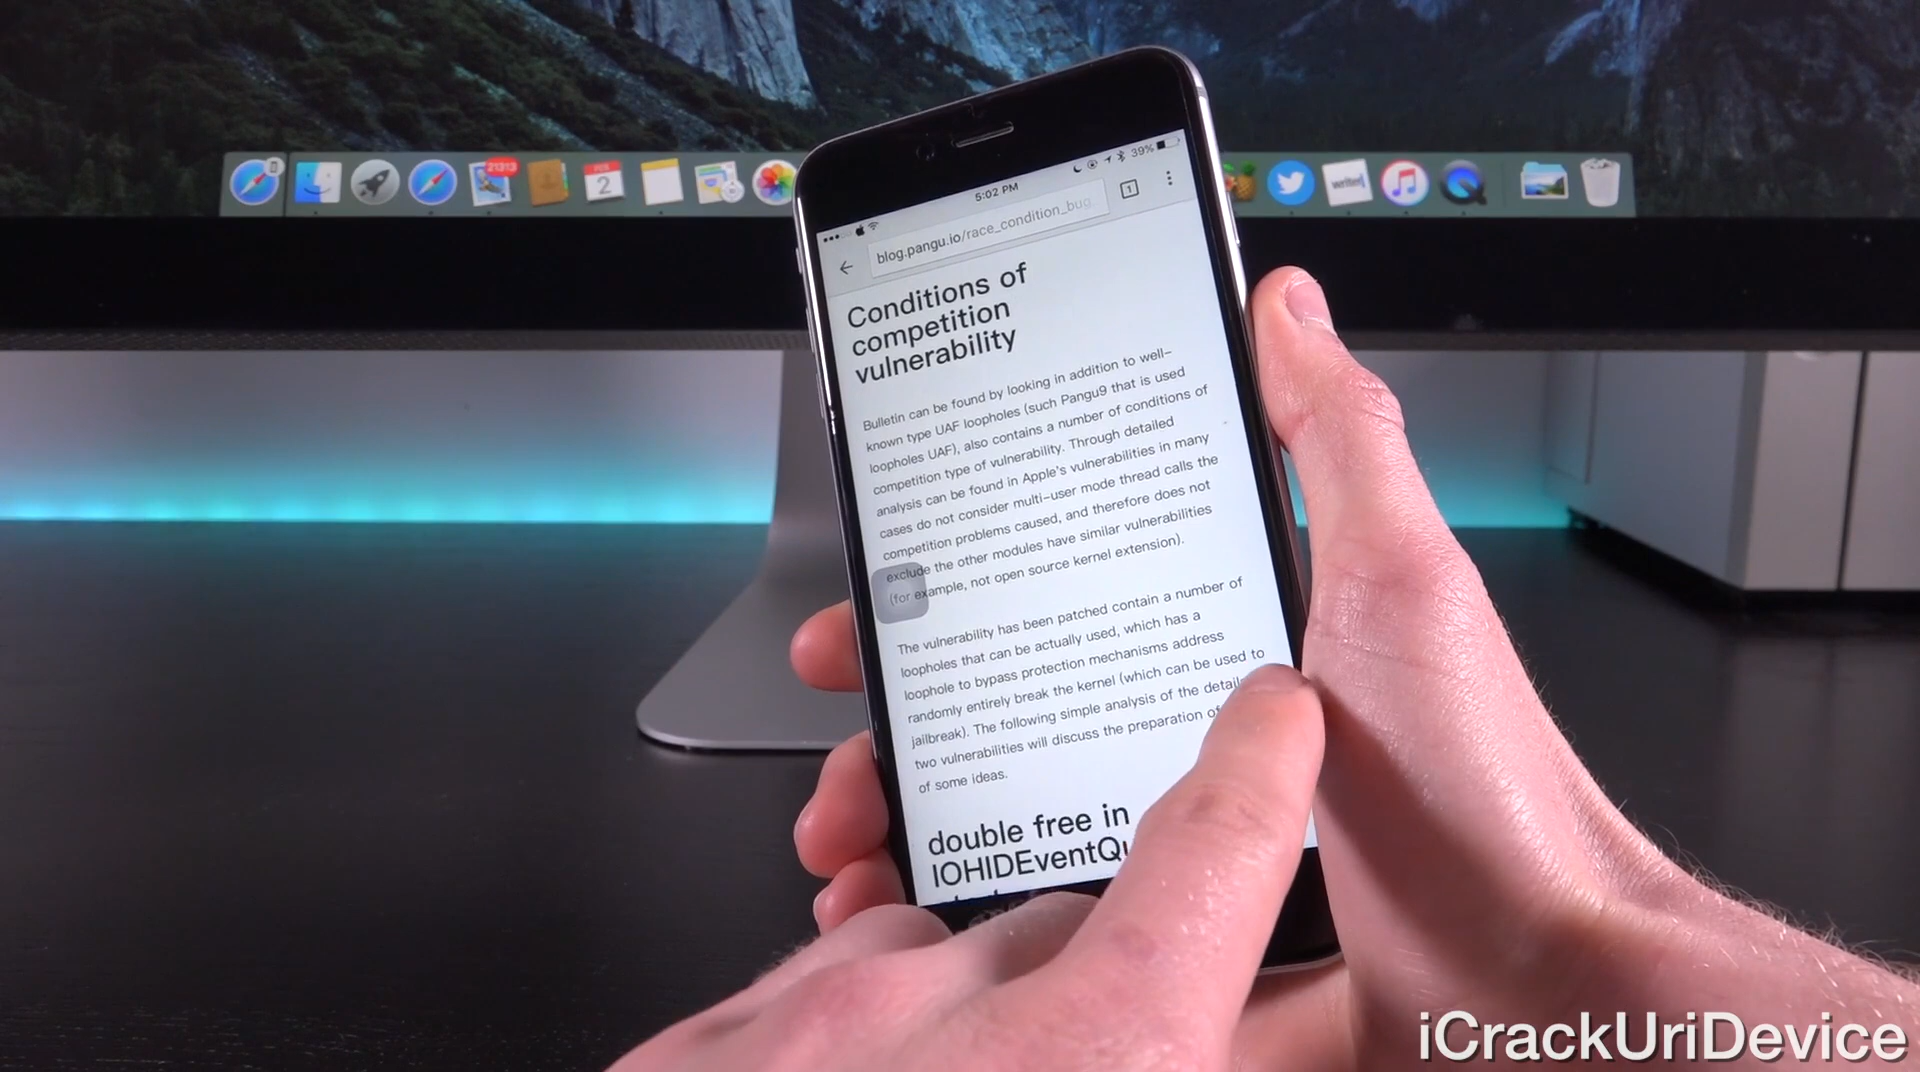 21313
FEB
2
writer
5:02 PM
39%
blog.pangu.io/race_condition_bug
1
Conditions of
competition
vulnerability
Bulletin can be found by looking in addition to well-
known type UAF loopholes (such Pangu9 that is used
loopholes UAF), also contains a number of conditions of
competition type of vulnerability. Through detailed
analysis can be found in Apple's vulnerabilities in many
cases do not consider multi-user mode thread calls the
competition problems caused, and therefore does not
exclude the other modules have similar vulnerabilities
(for example, not open source kernel extension).
The vulnerability has been patched contain a number of
loopholes that can be actually used, which has a
loophole to bypass protection mechanisms address
randomly entirely break the kernel (which can be used to
jailbreak). The following simple analysis of the detail
two vulnerabilities will discuss the preparation of
of some ideas.
double free in
IOHIDEventQu
iCrackUriDevice